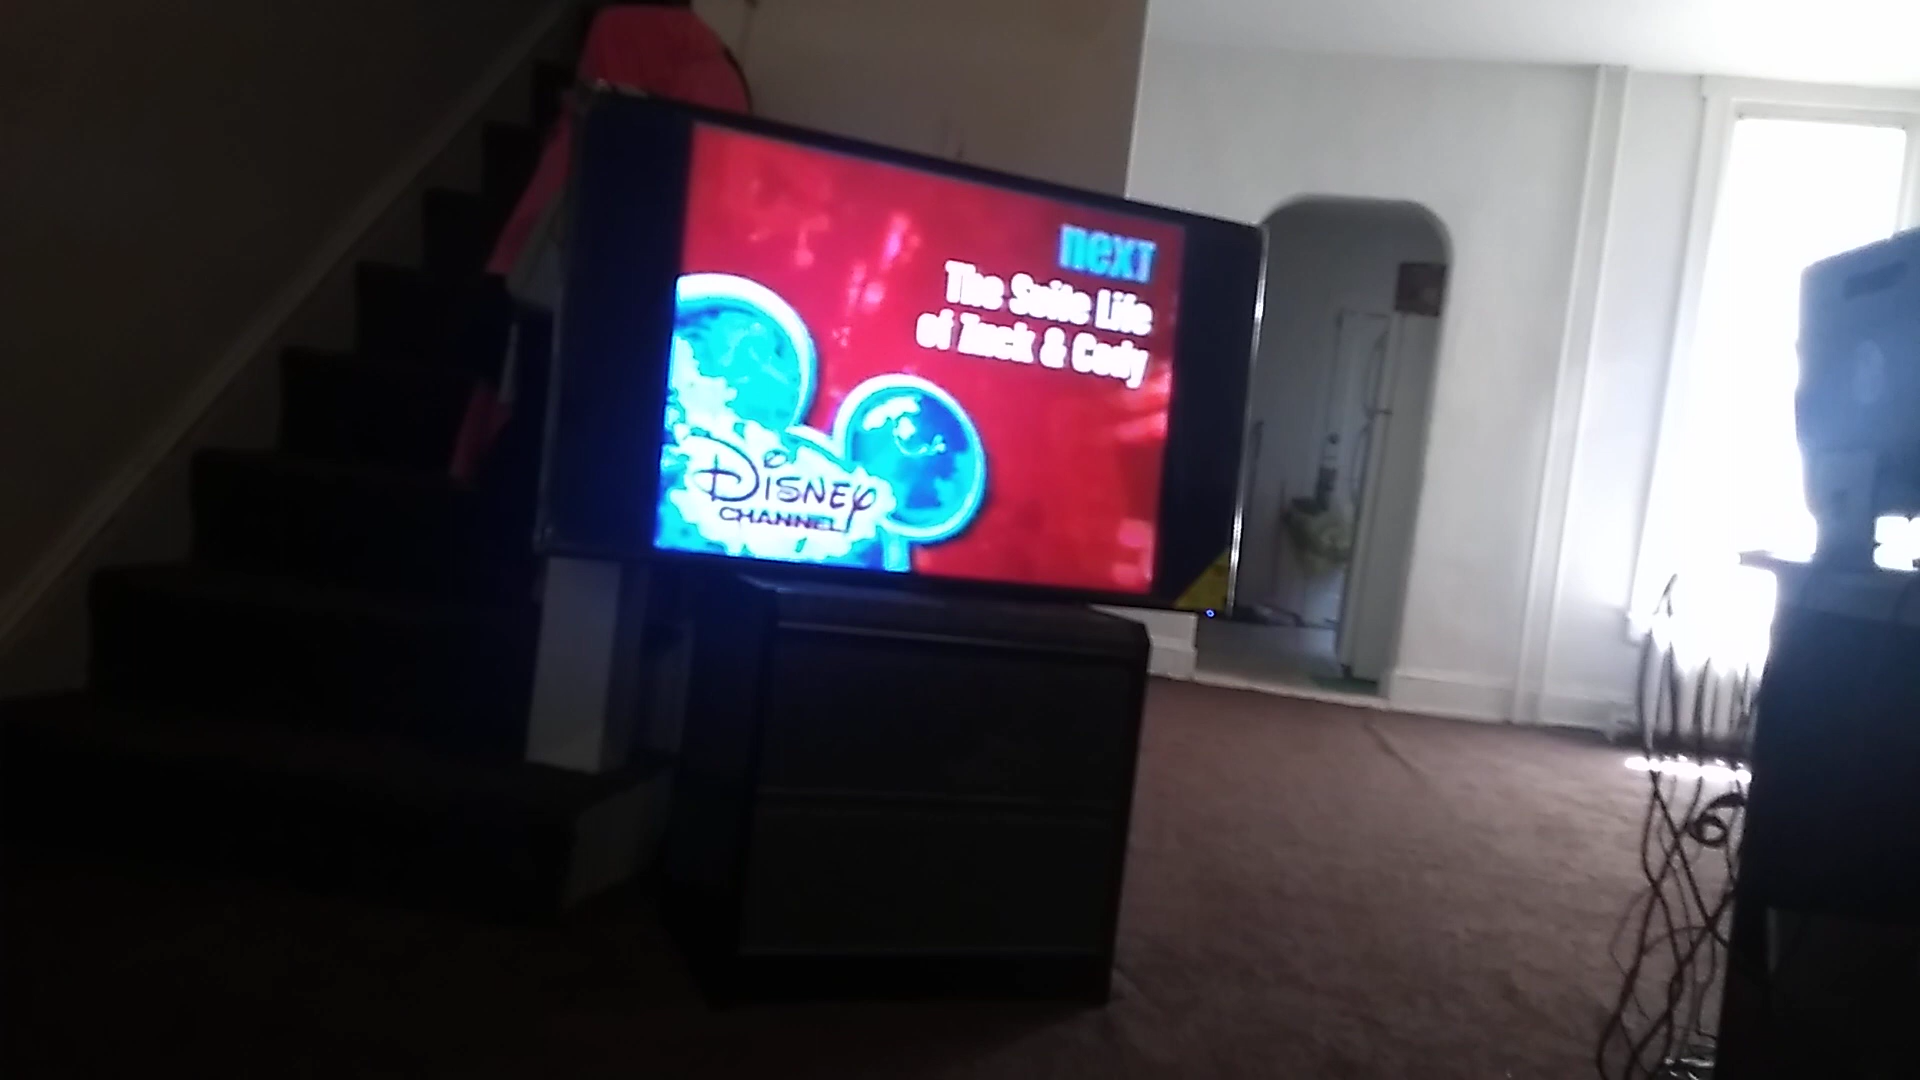 next
The Suite Life
of Zack & Cody
Disney
CHANNEL